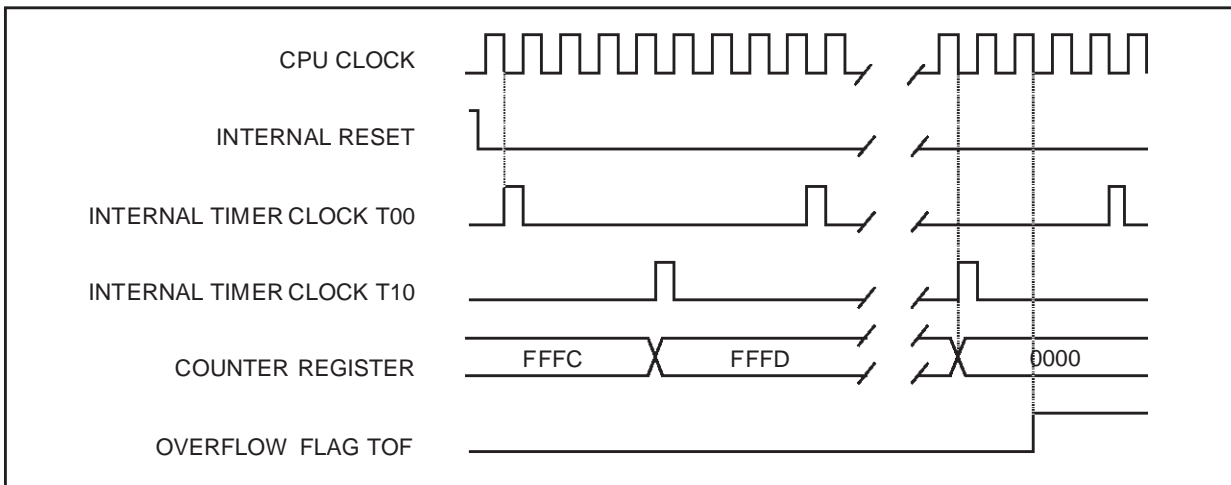 CPU CLOCK
INTERNAL RESET
INTERNAL TIMER CLOCK T00
INTERNAL TIMER CLOCK T10
COUNTER REGISTER FFFC FFFD 0000
OVERFLOW FLAG TOF